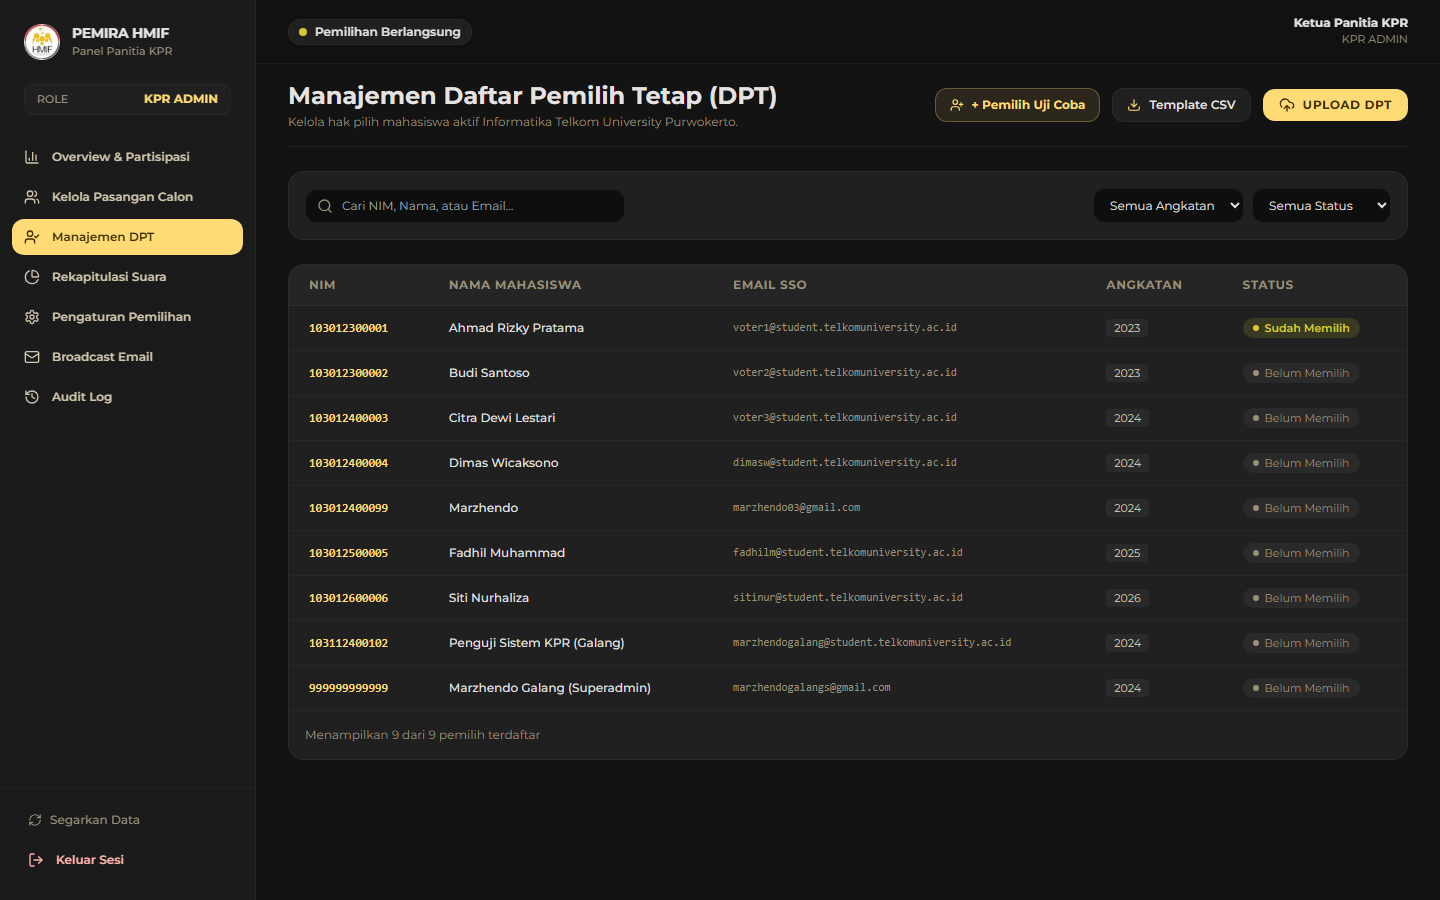 HMIF
PEMIRA HMIF
Panel Panitia KPR
ROLE KPR ADMIN
Overview & Partisipasi
Kelola Pasangan Calon
Manajemen DPT
Rekapitulasi Suara
Pengaturan Pemilihan
Broadcast Email
Audit Log
Segarkan Data
Keluar Sesi
Pemilihan Berlangsung
Ketua Panitia KPR
KPR ADMIN
Manajemen Daftar Pemilih Tetap (DPT)
Kelola hak pilih mahasiswa aktif Informatika Telkom University Purwokerto.
+ Pemilih Uji Coba
Template CSV
UPLOAD DPT
Cari NIM, Nama, atau Email...
Semua Angkatan
Semua Status
NIM NAMA MAHASISWA EMAIL SSO ANGKATAN STATUS
103012300001 Ahmad Rizky Pratama voter1@student.telkomuniversity.ac.id 2023 Sudah Memilih
103012300002 Budi Santoso voter2@student.telkomuniversity.ac.id 2023 Belum Memilih
103012400003 Citra Dewi Lestari voter3@student.telkomuniversity.ac.id 2024 Belum Memilih
103012400004 Dimas Wicaksono dimasw@student.telkomuniversity.ac.id 2024 Belum Memilih
103012400099 Marzhendo marzhendo03@gmail.com 2024 Belum Memilih
103012500005 Fadhil Muhammad fadhilm@student.telkomuniversity.ac.id 2025 Belum Memilih
103012600006 Siti Nurhaliza sitinur@student.telkomuniversity.ac.id 2026 Belum Memilih
103112400102 Penguji Sistem KPR (Galang) marzhendogalang@student.telkomuniversity.ac.id 2024 Belum Memilih
999999999999 Marzhendo Galang (Superadmin) marzhendogalangs@gmail.com 2024 Belum Memilih
Menampilkan 9 dari 9 pemilih terdaftar